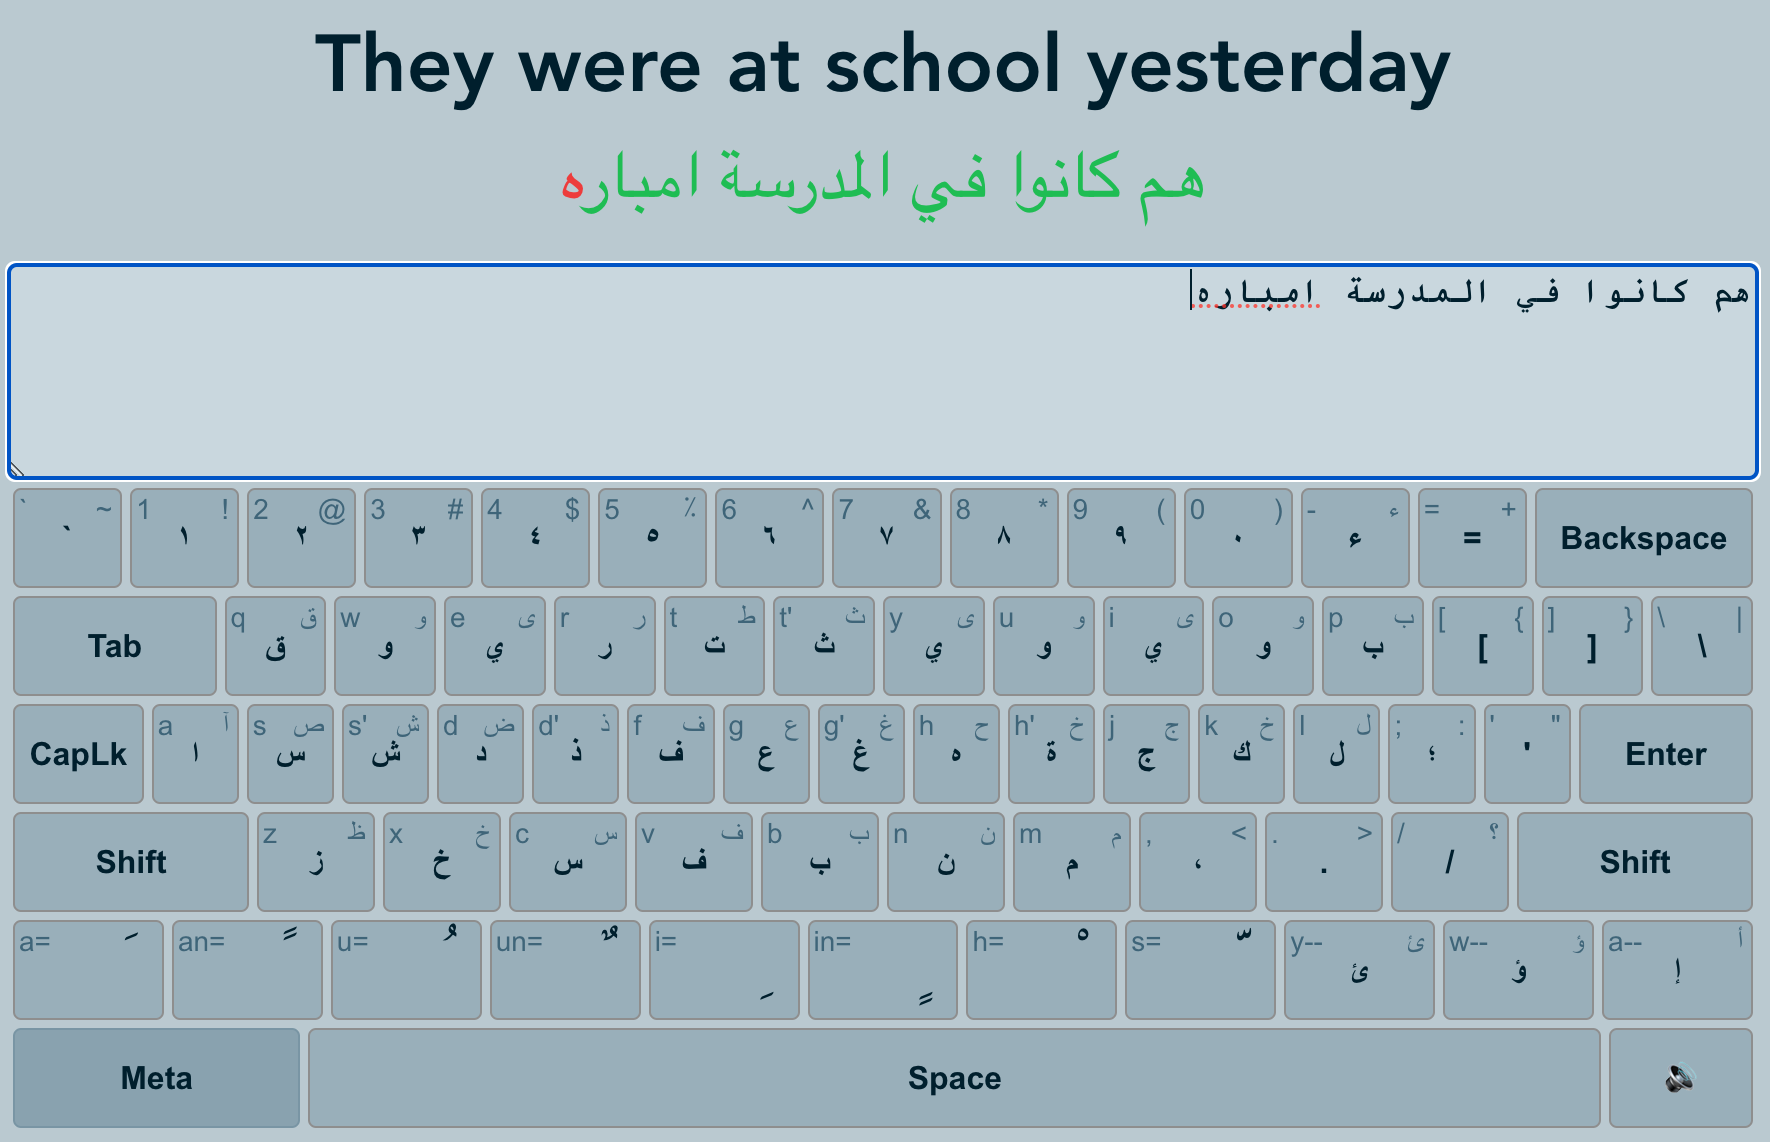 They were at school yesterday
هم كانوا في المدرسة امباره
هم كانوا في المدرسة امباره
` ~ ` 1 ! ١ 2 @ ٢ 3 # ٣ 4 $ ٤ 5 ٪ ٥ 6 ^ ٦ 7 & ٧ 8 * ٨ 9 ( ٩ 0 ) ٠ - ء ء = + = Backspace
Tab q ق ق w و و e ى ي r ر ر t ط ت t' ث ث y ى ي u و و i ى ي o و و p ب ب [ { [ ] } ] \ | \
CapLk a آ ا s ص س s' ش ش d ض د d' ذ ذ f ف ف g ع ع g' غ غ h ح ه h' خ ة j ج ج k خ ك l ل ل ; : ؛ ' " ' Enter
Shift z ظ ز x خ خ c س س v ف ف b ب ب n ن ن m م م , < ، . > . / ؟ / Shift
a= َ an= ً u= ُ un= ٌ i= ِ in= ٍ h= ْ s= ّ y-- ئ ئ w-- ؤ ؤ a-- أ إ
Meta Space